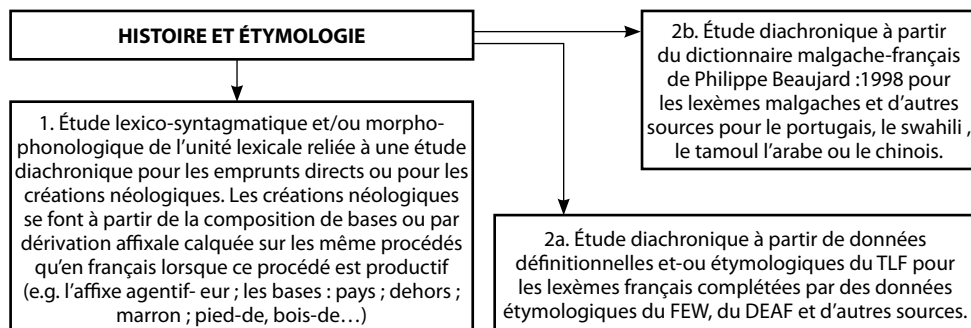 HISTOIRE ET ÉTYMOLOGIE
1. Étude lexico-syntagmatique et/ou morpho-
phonologique de l’unité lexicale reliée à une étude
diachronique pour les emprunts directs ou pour les
créations néologiques. Les créations néologiques
se font à partir de la composition de bases ou par
dérivation affixale calquée sur les même procédés
qu’en français lorsque ce procédé est productif
(e.g. l’affixe agentif- eur ; les bases : pays ; dehors ;
marron ; pied-de, bois-de…)
2b. Étude diachronique à partir
du dictionnaire malgache-français
de Philippe Beaujard :1998 pour
les lexèmes malgaches et d’autres
sources pour le portugais, le swahili ,
le tamoul l’arabe ou le chinois.
2a. Étude diachronique à partir de données
définitionnelles et-ou étymologiques du TLF pour
les lexèmes français complétées par des données
étymologiques du FEW, du DEAF et d’autres sources.